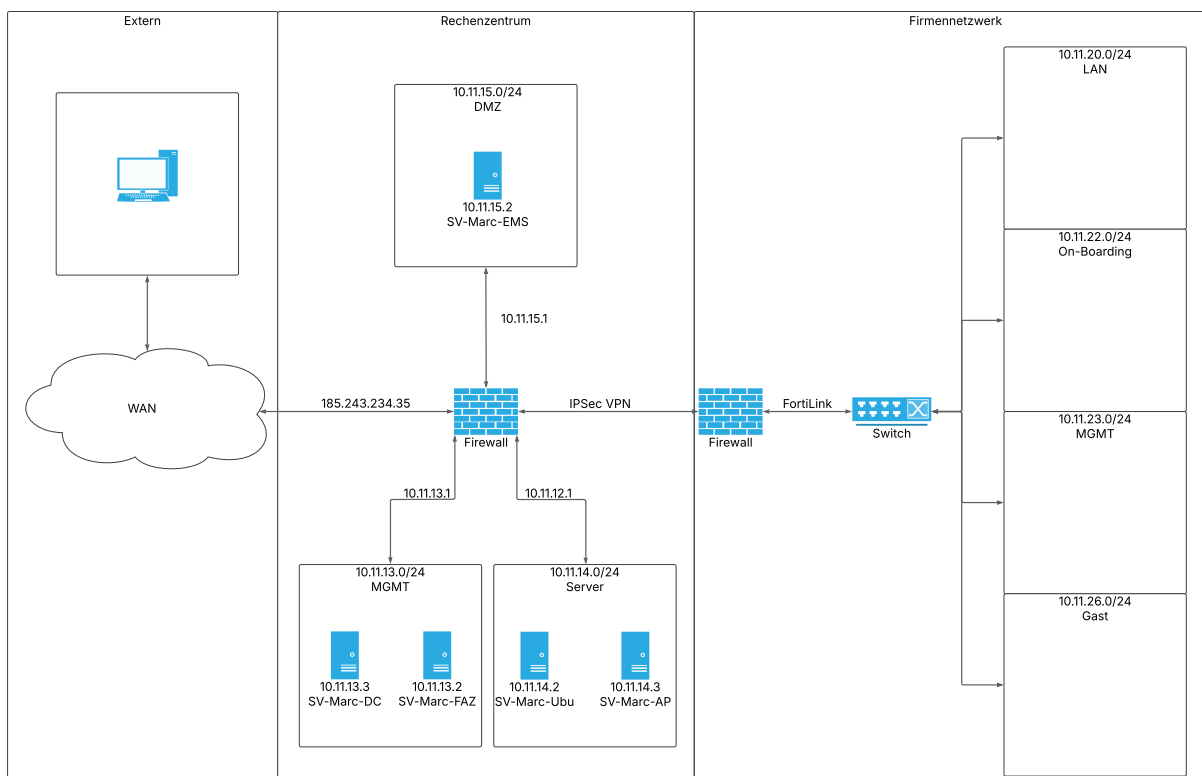 Extern
Rechenzentrum
Firmennetzwerk
10.11.20.0/24
LAN
10.11.15.0/24
DMZ
10.11.15.2
SV-Marc-EMS
10.11.22.0/24
On-Boarding
10.11.15.1
WAN
185.243.234.35
Firewall
IPSec VPN
Firewall
FortiLink
Switch
10.11.23.0/24
MGMT
10.11.13.1
10.11.12.1
10.11.13.0/24
MGMT
10.11.13.3
SV-Marc-DC
10.11.13.2
SV-Marc-FAZ
10.11.14.0/24
Server
10.11.14.2
SV-Marc-Ubu
10.11.14.3
SV-Marc-AP
10.11.26.0/24
Gast